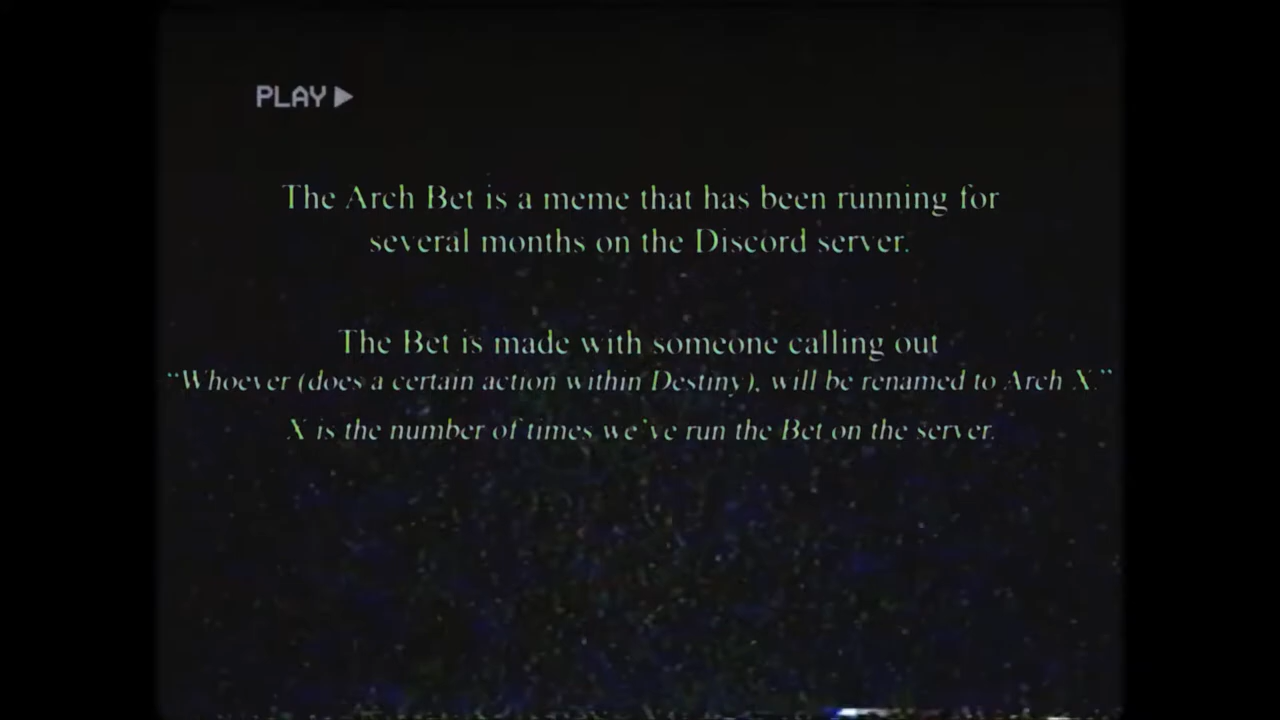 PLAY
The Arch Bet is a meme that has been running for
several months on the Discord server.
The Bet is made with someone calling out
“Whoever (does a certain action within Destiny), will be renamed to Arch X.”
X is the number of times we've run the Bet on the server.